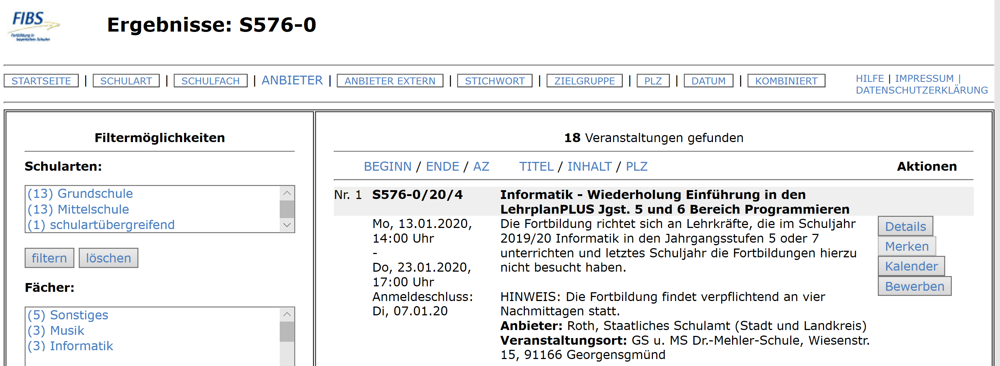 FIBS
Fortbildung in
bayerischen Schulen
Ergebnisse: S576-0
STARTSEITE | SCHULART | SCHULFACH | ANBIETER | ANBIETER EXTERN | STICHWORT | ZIELGRUPPE | PLZ | DATUM | KOMBINIERT
HILFE | IMPRESSUM |
DATENSCHUTZERKLÄRUNG
Filtermöglichkeiten
Schularten:
(13) Grundschule
(13) Mittelschule
(1) schulartübergreifend
filtern löschen
Fächer:
(5) Sonstiges
(3) Musik
(3) Informatik
18 Veranstaltungen gefunden
BEGINN / ENDE / AZ TITEL / INHALT / PLZ Aktionen
Nr. 1 S576-0/20/4
Mo, 13.01.2020,
14:00 Uhr
-
Do, 23.01.2020,
17:00 Uhr
Anmeldeschluss:
Di, 07.01.20
Informatik - Wiederholung Einführung in den
LehrplanPLUS Jgst. 5 und 6 Bereich Programmieren
Die Fortbildung richtet sich an Lehrkräfte, die im Schuljahr
2019/20 Informatik in den Jahrgangsstufen 5 oder 7
unterrichten und letztes Schuljahr die Fortbildungen hierzu
nicht besucht haben.
HINWEIS: Die Fortbildung findet verpflichtend an vier
Nachmittagen statt.
Anbieter: Roth, Staatliches Schulamt (Stadt und Landkreis)
Veranstaltungsort: GS u. MS Dr.-Mehler-Schule, Wiesenstr.
15, 91166 Georgensgmünd
Details
Merken
Kalender
Bewerben